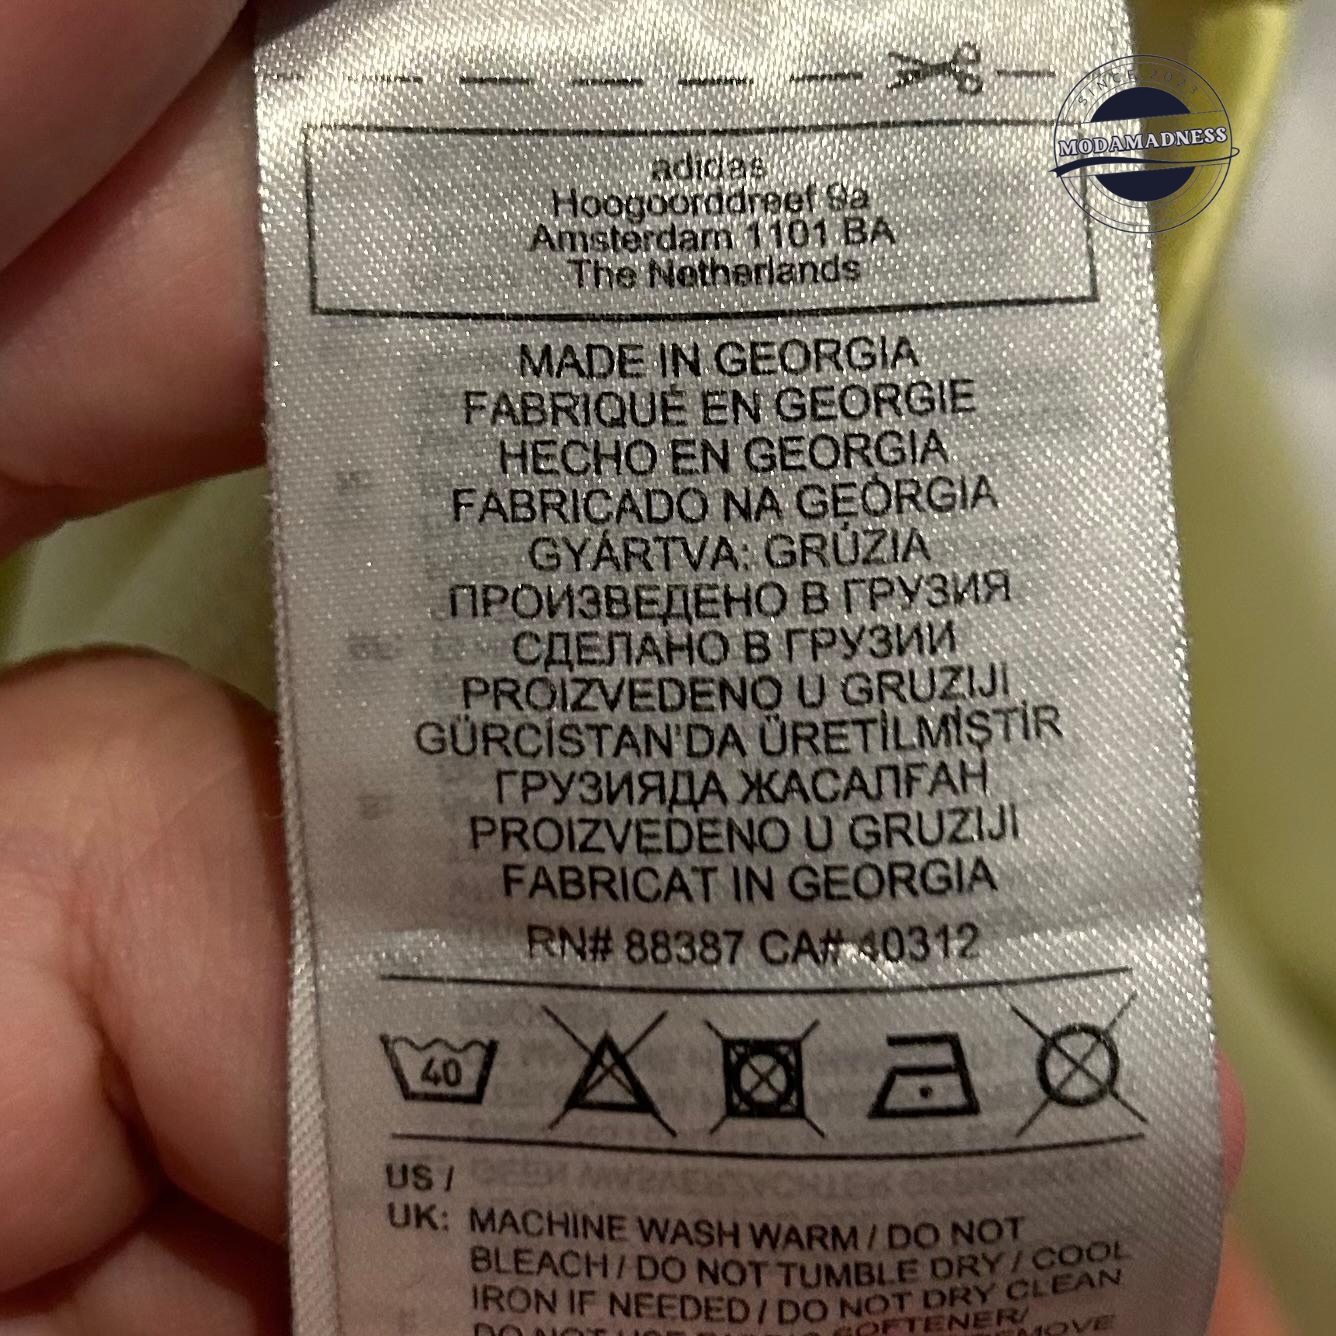 SINCE 2023
MODAMADNESS
adidas
Hoogoorddreef 9a
Amsterdam 1101 BA
The Netherlands
MADE IN GEORGIA
FABRIQUÉ EN GEORGIE
HECHO EN GEORGIA
FABRICADO NA GEÓRGIA
GYÁRTVA: GRÚZIA
ПРОИЗВЕДЕНО В ГРУЗИЯ
СДЕЛАНО В ГРУЗИИ
PROIZVEDENO U GRUZIJI
GÜRCİSTAN'DA ÜRETİLMİŞTİR
ГРУЗИЯДА ЖАСАЛҒАН
PROIZVEDENO U GRUZIJI
FABRICAT IN GEORGIA
RN# 88387 CA# 40312
40
US /
UK: MACHINE WASH WARM / DO NOT
BLEACH / DO NOT TUMBLE DRY / COOL
IRON IF NEEDED / DO NOT DRY CLEAN
SOFTENER/